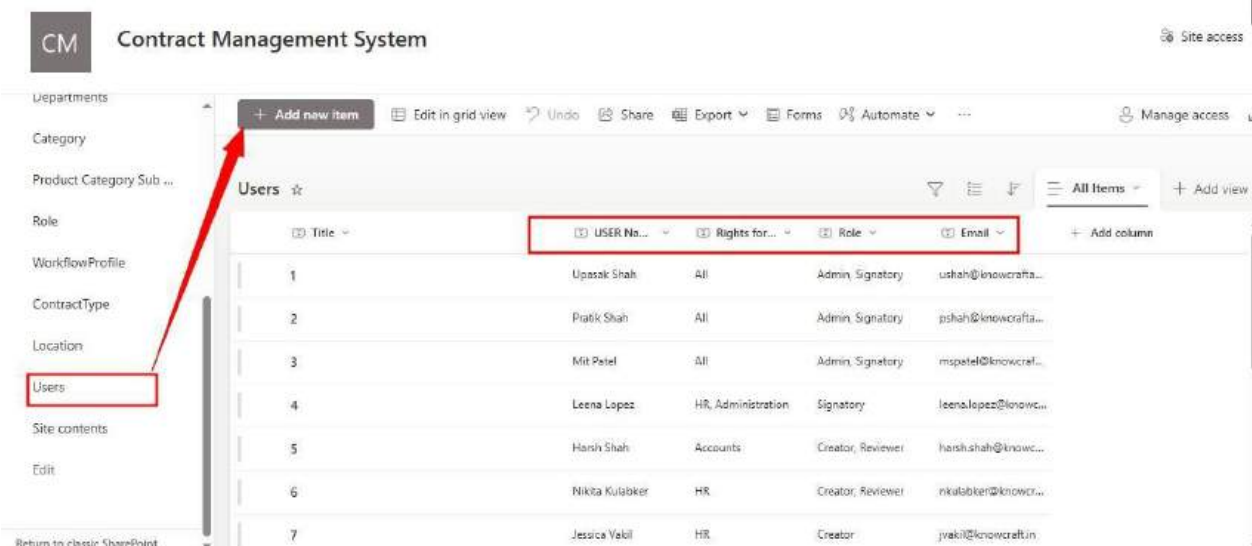 CM Contract Management System Site access
Departments
+ Add new item Edit in grid view Undo Share Export Forms Automate ... Manage access
Category
Product Category Sub ...
Users All Items + Add view
Role
Title USER Na... Rights for... Role Email + Add column
WorkflowProfile
1 Upasak Shah All Admin, Signatory ushah@knowcrafta...
ContractType
2 Pratik Shah All Admin, Signatory pshah@knowcrafta...
Location
3 Mit Patel All Admin, Signatory mspatel@knowcraf...
Users
4 Leena Lopez HR, Administration Signatory leena.lopez@knowc...
Site contents
5 Harsh Shah Accounts Creator, Reviewer harsh.shah@knowc...
Edit
6 Nikita Kulabker HR Creator, Reviewer nkulabker@knowcr...
7 Jessica Vakil HR Creator jvakil@knowcraft.in
Return to classic SharePoint